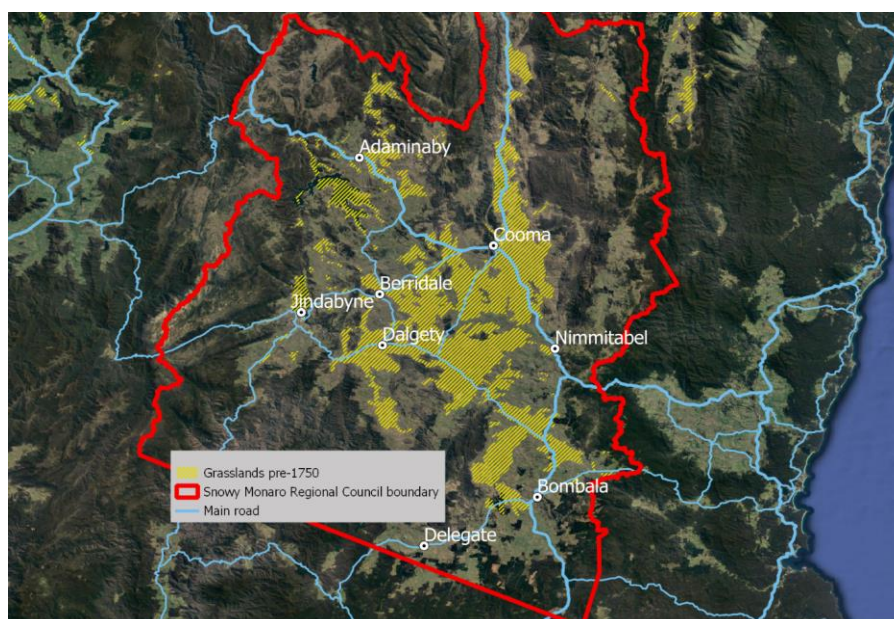 Adaminaby
Cooma
Berridale
Jindabyne
Dalgety
Nimmitabel
Grasslands pre-1750
Snowy Monaro Regional Council boundary
Main road
Bombala
Delegate